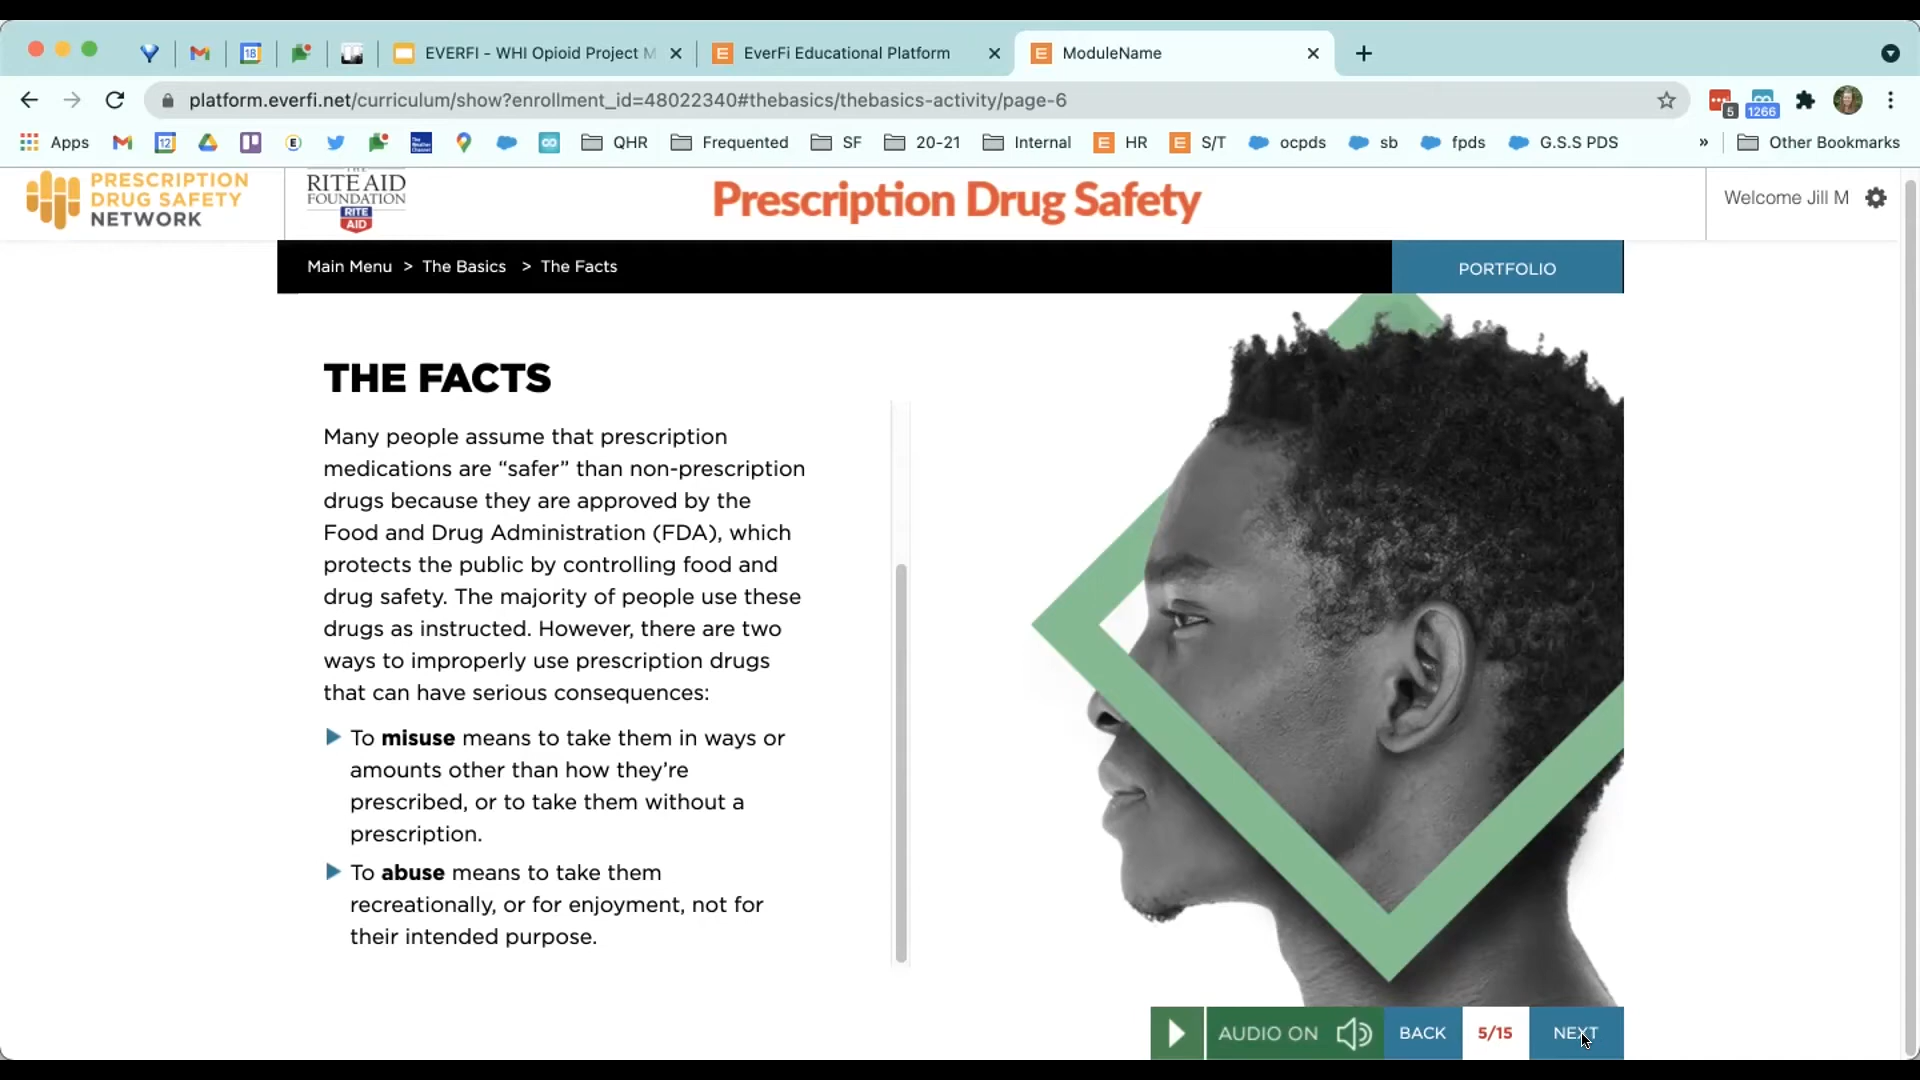 EVERFI - WHI Opioid Project M
EverFi Educational Platform
ModuleName
platform.everfi.net/curriculum/show?enrollment_id=48022340#thebasics/thebasics-activity/page-6
5
1266
Apps
12
QHR
Frequented
SF
20-21
Internal
HR
S/T
ocpds
sb
fpds
G.S.S PDS
»
Other Bookmarks
PRESCRIPTION
DRUG SAFETY
NETWORK
THE
RITE AID
FOUNDATION
RITE
AID
Prescription Drug Safety
Welcome Jill M
Main Menu > The Basics > The Facts
PORTFOLIO
THE FACTS
Many people assume that prescription
medications are “safer” than non-prescription
drugs because they are approved by the
Food and Drug Administration (FDA), which
protects the public by controlling food and
drug safety. The majority of people use these
drugs as instructed. However, there are two
ways to improperly use prescription drugs
that can have serious consequences:
To misuse means to take them in ways or
amounts other than how they’re
prescribed, or to take them without a
prescription.
To abuse means to take them
recreationally, or for enjoyment, not for
their intended purpose.
AUDIO ON
BACK
5/15
NEXT